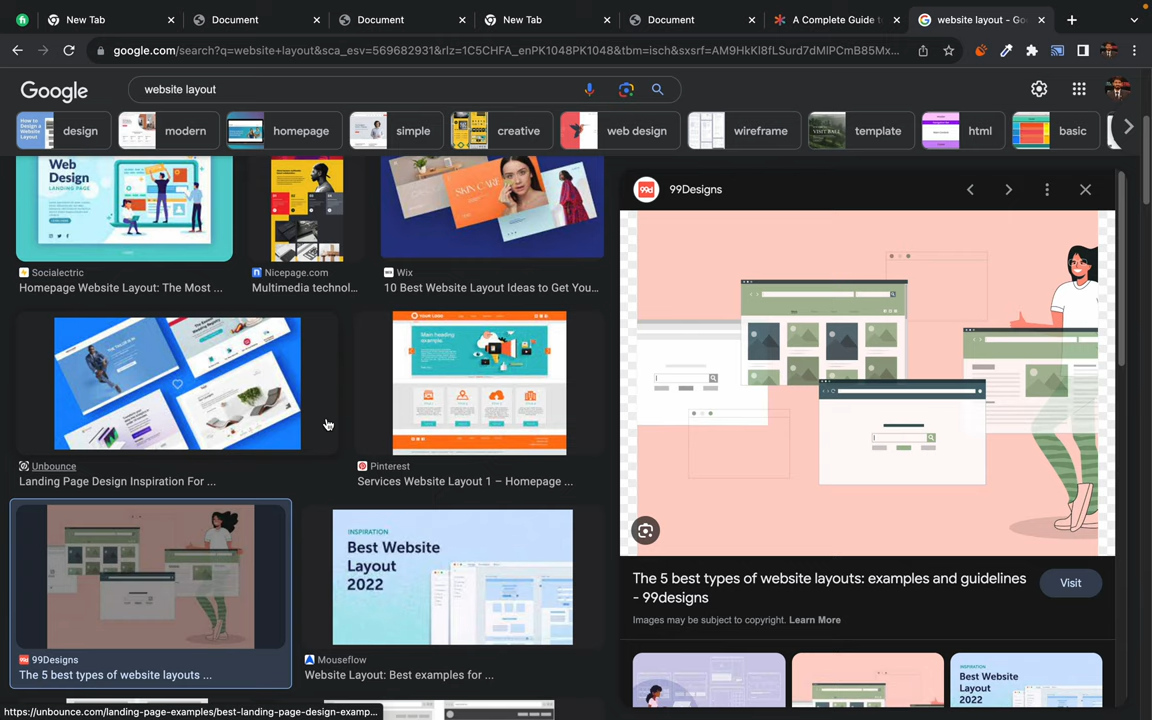 New Tab
Document
Document
New Tab
Document
A Complete Guide to
website layout - Goo
google.com/search?q=website+layout&sca_esv=569682931&rlz=1C5CHFA_enPK1048PK1048&tbm=isch&sxsrf=AM9HkKl8fLSurd7dMlPCmB85Mx...
Google
website layout
design
modern
homepage
simple
creative
web design
wireframe
template
html
basic
Web
Design
LANDING PAGE
SKIN CARE
Socialectric
Homepage Website Layout: The Most ...
Nicepage.com
Multimedia technol...
Wix
10 Best Website Layout Ideas to Get You...
Main heading
example.
Unbounce
Landing Page Design Inspiration For ...
Pinterest
Services Website Layout 1 – Homepage ...
INSPIRATION
Best Website
Layout
2022
99Designs
The 5 best types of website layouts ...
Mouseflow
Website Layout: Best examples for ...
99d
99Designs
The 5 best types of website layouts: examples and guidelines
- 99designs
Visit
Images may be subject to copyright. Learn More
INSPIRATION
Best Website
Layout
2022
https://unbounce.com/landing-page-examples/best-landing-page-design-examp...